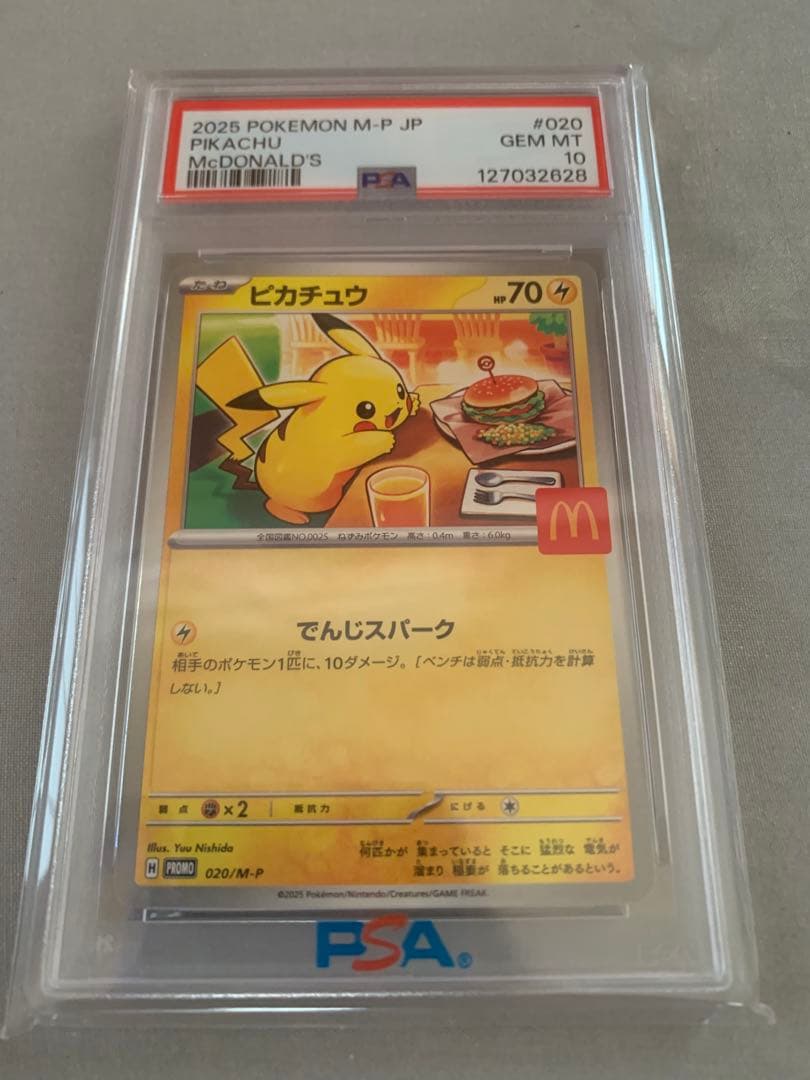 2025 POKEMON M-P JP #020
PIKACHU GEM MT
McDONALD'S 10
PSA 127032628
たね ピカチュウ HP70
全国図鑑NO.0025 ねずみポケモン 高さ:0.4m 重さ:6.0kg
でんじスパーク
相手のポケモン1匹に、10ダメージ。[ベンチは弱点・抵抗力を計算
しない。]
弱点 ×2 抵抗力 にげる
Illus. Yuu Nishida
何匹かが 集まっていると そこに 猛烈な 電気が
溜まり 稲妻が 落ちることがあるという。
H PROMO 020/M-P
©2025 Pokémon/Nintendo/Creatures/GAME FREAK.
PSA®